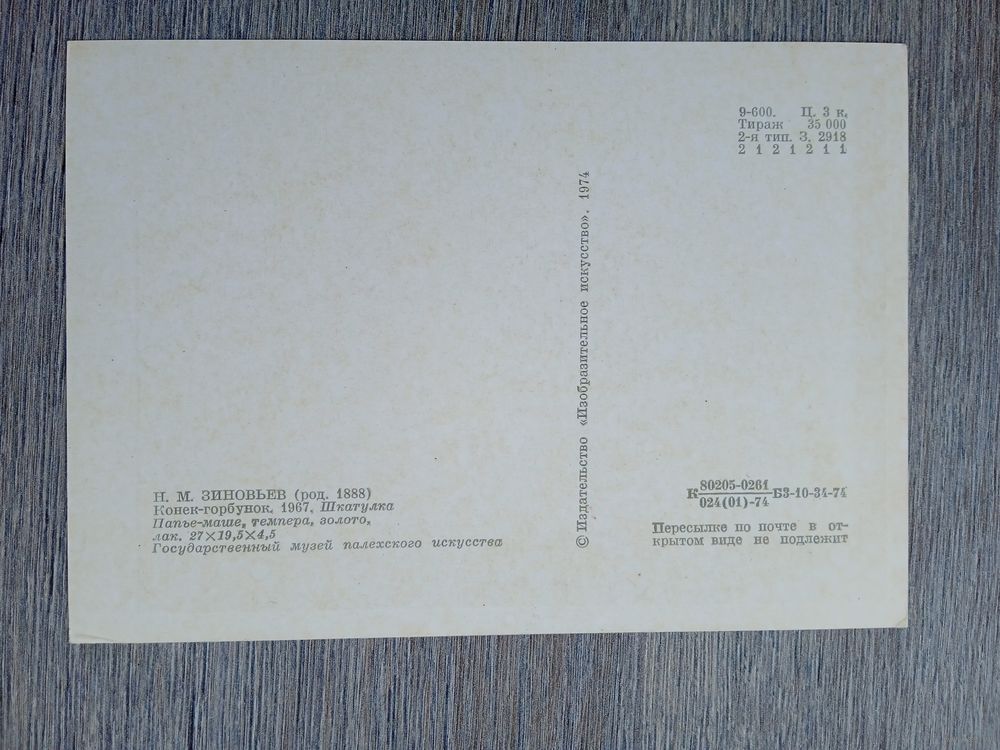 9-600. Ц. 3 к.
Тираж 35 000
2-я тип. З. 2918
2 1 2 1 2 1 1
© Издательство «Изобразительное искусство». 1974
Н. М. ЗИНОВЬЕВ (род. 1888)
Конек-горбунок. 1967. Шкатулка
Папье-маше, темпера, золото,
лак. 27×19,5×4,5
Государственный музей палехского искусства
80205-0261
К БЗ-10-34-74
024(01)-74
Пересылке по почте в от-
крытом виде не подлежит